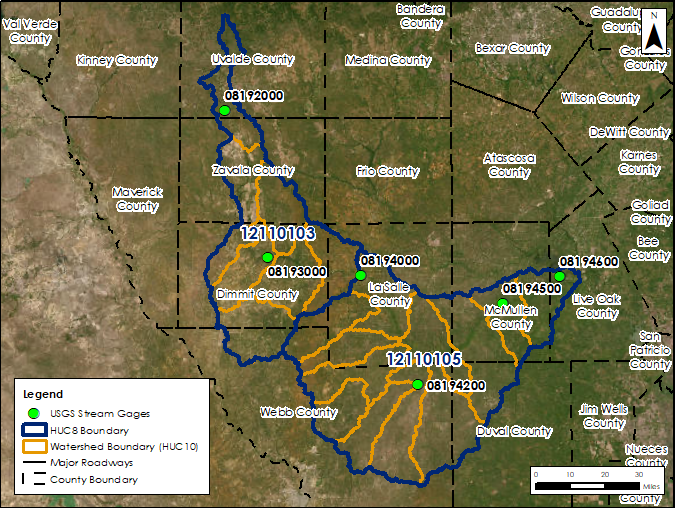 Val Verde
County
Kinney County
Uvalde County
Bandera
County
Medina County
Bexar County
Guadalupe
County
Gonzales
County
N
Wilson County
DeWitt County
Karnes
County
08192000
Zavala County
Frio County
Atascosa
County
Maverick
County
Goliad
County
Bee
County
12110103
08193000
08194000
08194600
Dimmit County
La Salle
County
08194500
McMullen
County
Live Oak
County
San
Patricio
County
12110105
08194200
Webb County
Duval County
Jim Wells
County
Nueces
County
County
Legend
USGS Stream Gages
HUC8 Boundary
Watershed Boundary (HUC10)
Major Roadways
County Boundary
0 10 20 30
Miles